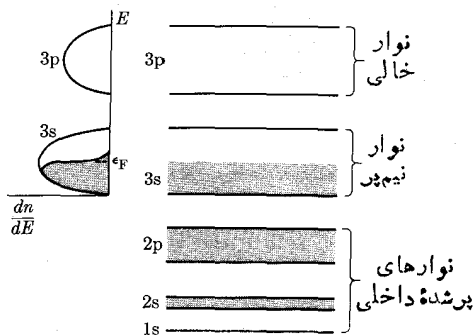 E
3p
3p
نوار
خالی
3s
ϵF
3s
نوار
نیم‌پر
dn
dE
2p
2s
1s
نوارهای
پرشدهٔ داخلی